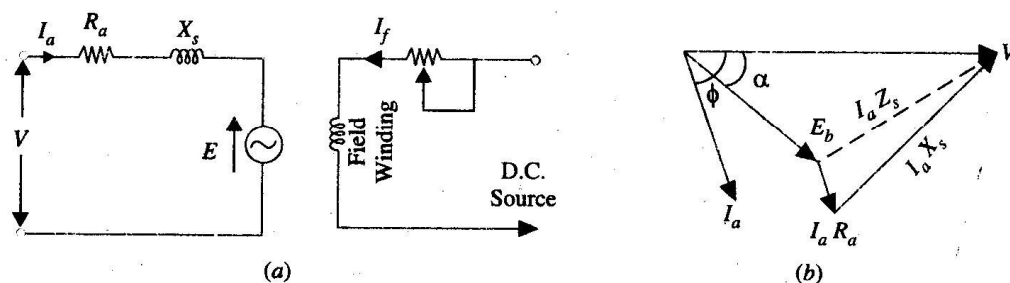 I_a
R_a
X_s
V
E
I_f
Field
Winding
D.C.
Source
(a)
V
α
ϕ
I_a Z_s
E_b
I_a X_s
I_a
I_a R_a
(b)